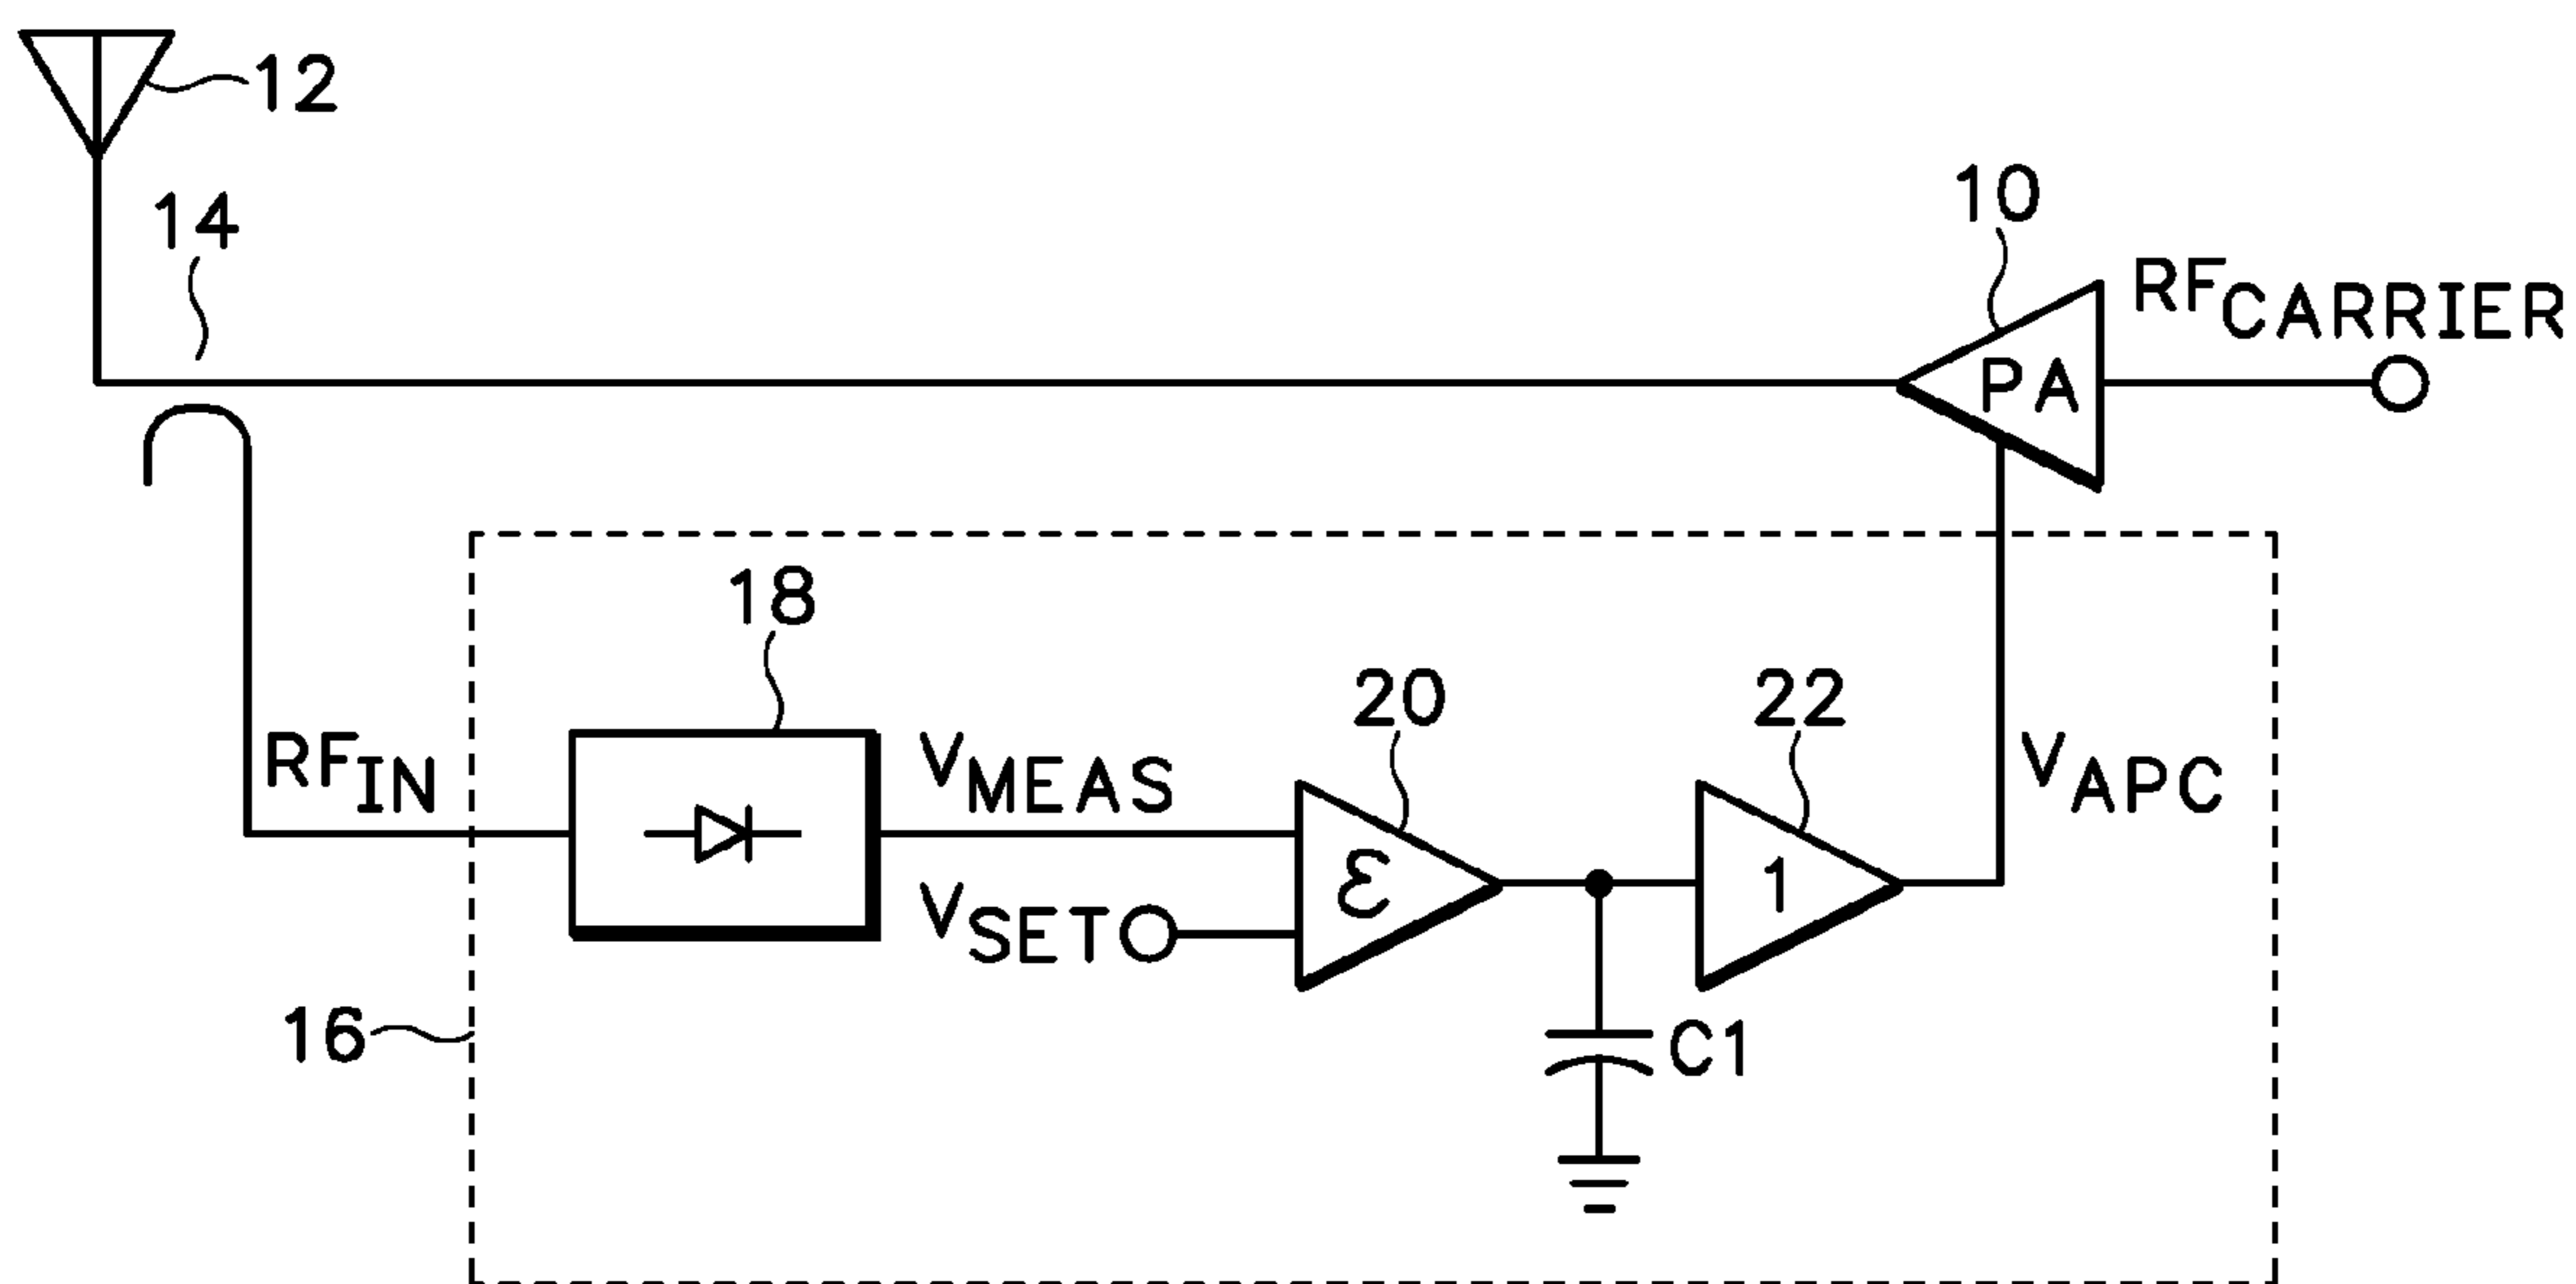 12
14
10
RFCARRIER
PA
18
20
22
RFIN
VMEAS
VAPC
ε
1
VSET
16
C1